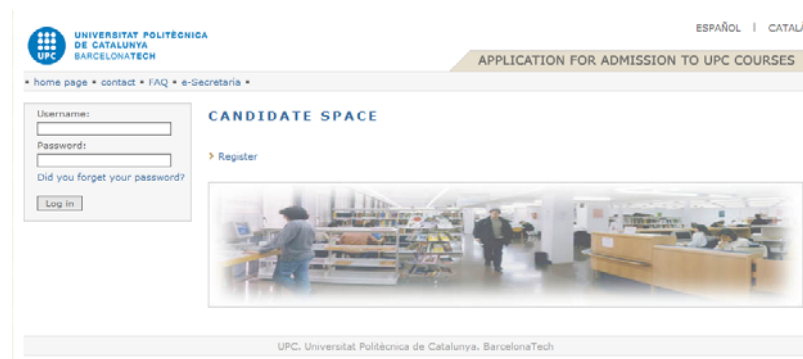 UNIVERSITAT POLITÈCNICA
DE CATALUNYA
BARCELONATECH
UPC
ESPAÑOL | CATALÀ
APPLICATION FOR ADMISSION TO UPC COURSES
▪ home page ▪ contact ▪ FAQ ▪ e-Secretaria ▪
Username:
Password:
Did you forget your password?
Log in
CANDIDATE SPACE
> Register
UPC. Universitat Politècnica de Catalunya. BarcelonaTech